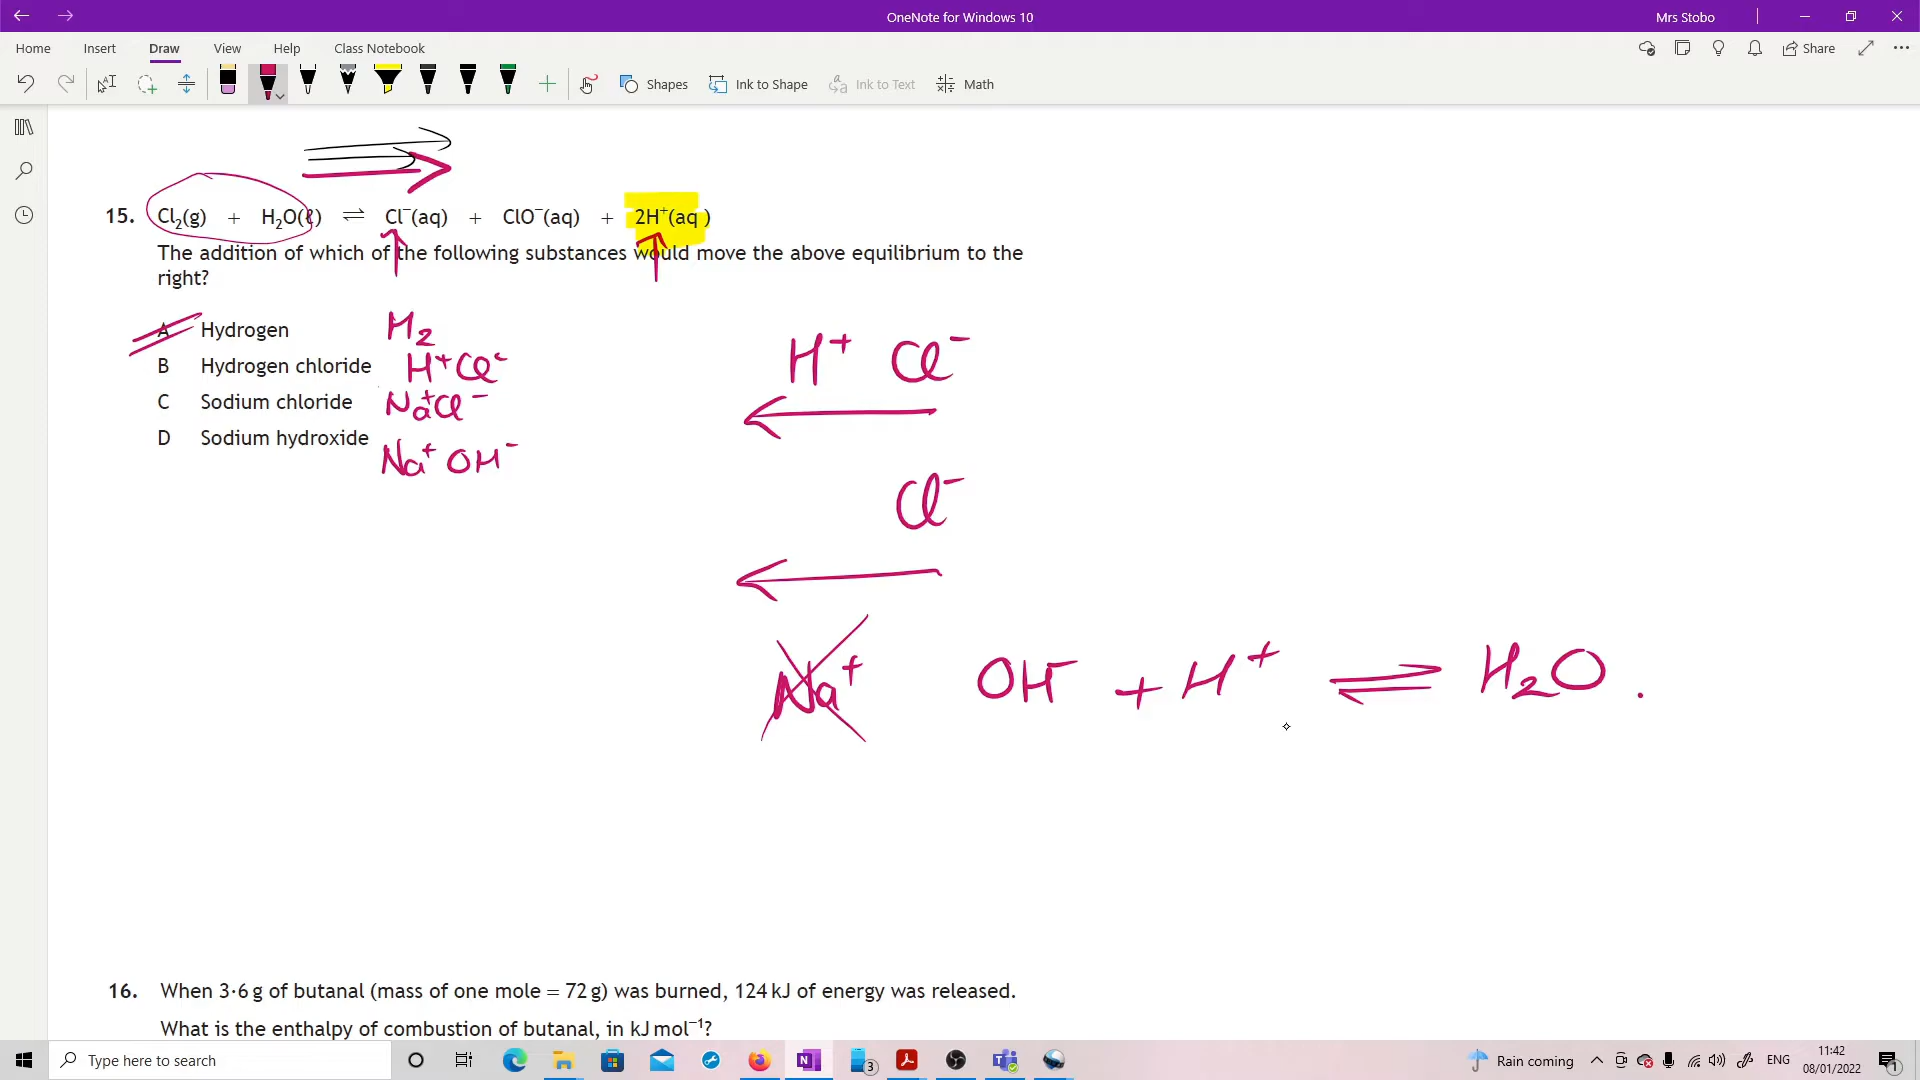 OneNote for Windows 10
Mrs Stobo
Home Insert Draw View Help Class Notebook
Share
Shapes Ink to Shape Ink to Text Math
15. Cl₂(g) + H₂O(ℓ) ⇌ Cl⁻(aq) + ClO⁻(aq) + 2H⁺(aq )
The addition of which of the following substances would move the above equilibrium to the
right?
A Hydrogen H₂
B Hydrogen chloride H⁺Cl⁻
C Sodium chloride Na⁺Cl⁻
D Sodium hydroxide Na⁺ OH⁻
H⁺ Cl⁻
Cl⁻
Na⁺ OH⁻ + H⁺ ⇌ H₂O.
16. When 3·6 g of butanal (mass of one mole = 72 g) was burned, 124 kJ of energy was released.
What is the enthalpy of combustion of butanal, in kJ mol⁻¹?
Type here to search
3
Rain coming
ENG
11:42
08/01/2022
1